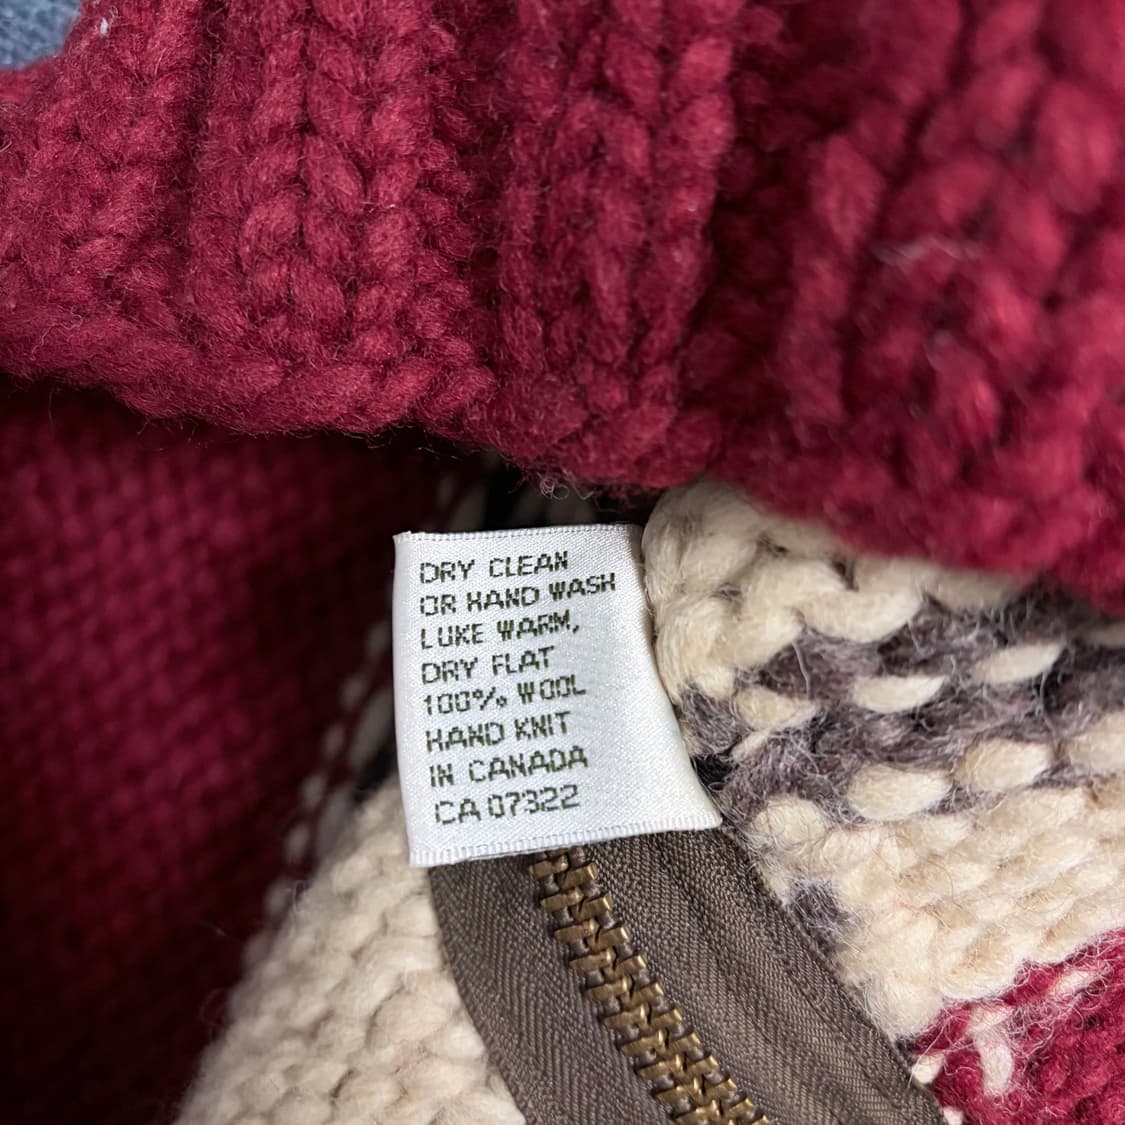 DRY CLEAN
OR HAND WASH
LUKE WARM,
DRY FLAT
100% WOOL
HAND KNIT
IN CANADA
CA 07322